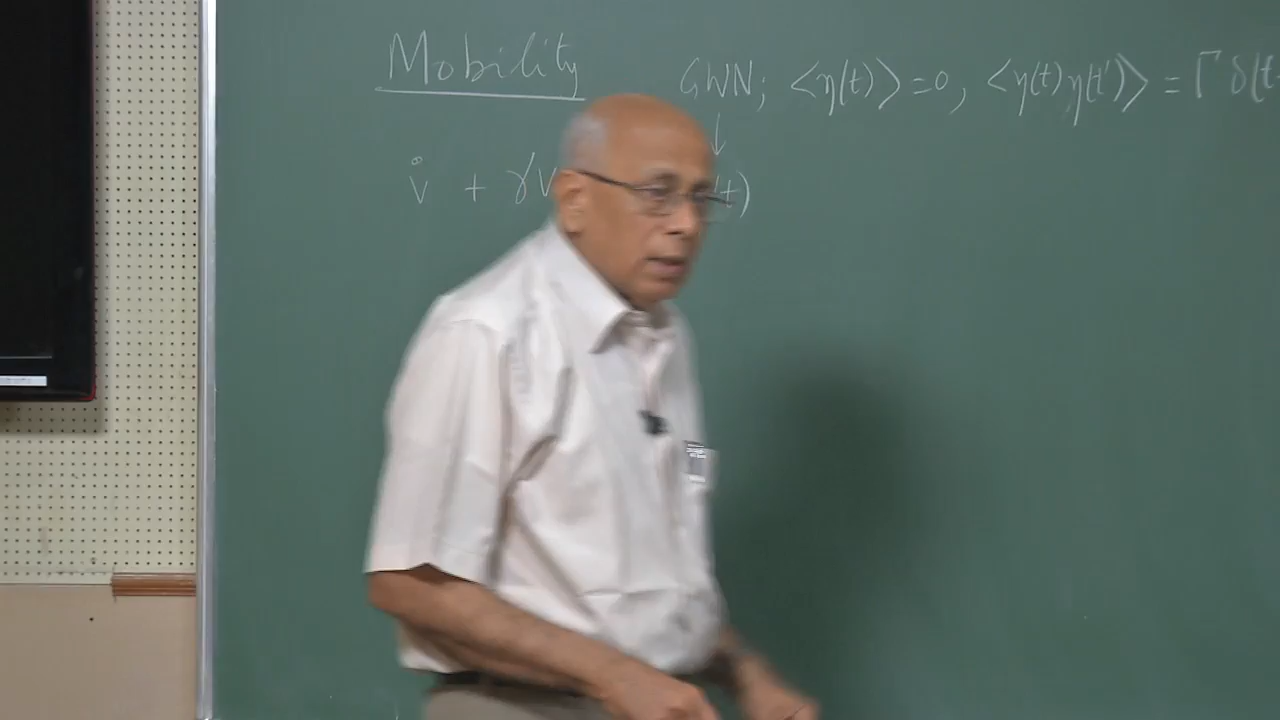 Mobility
GWN; <η(t)>=0, <η(t)η(t')> = Γ δ(t-
↓
v̇ + γv t)